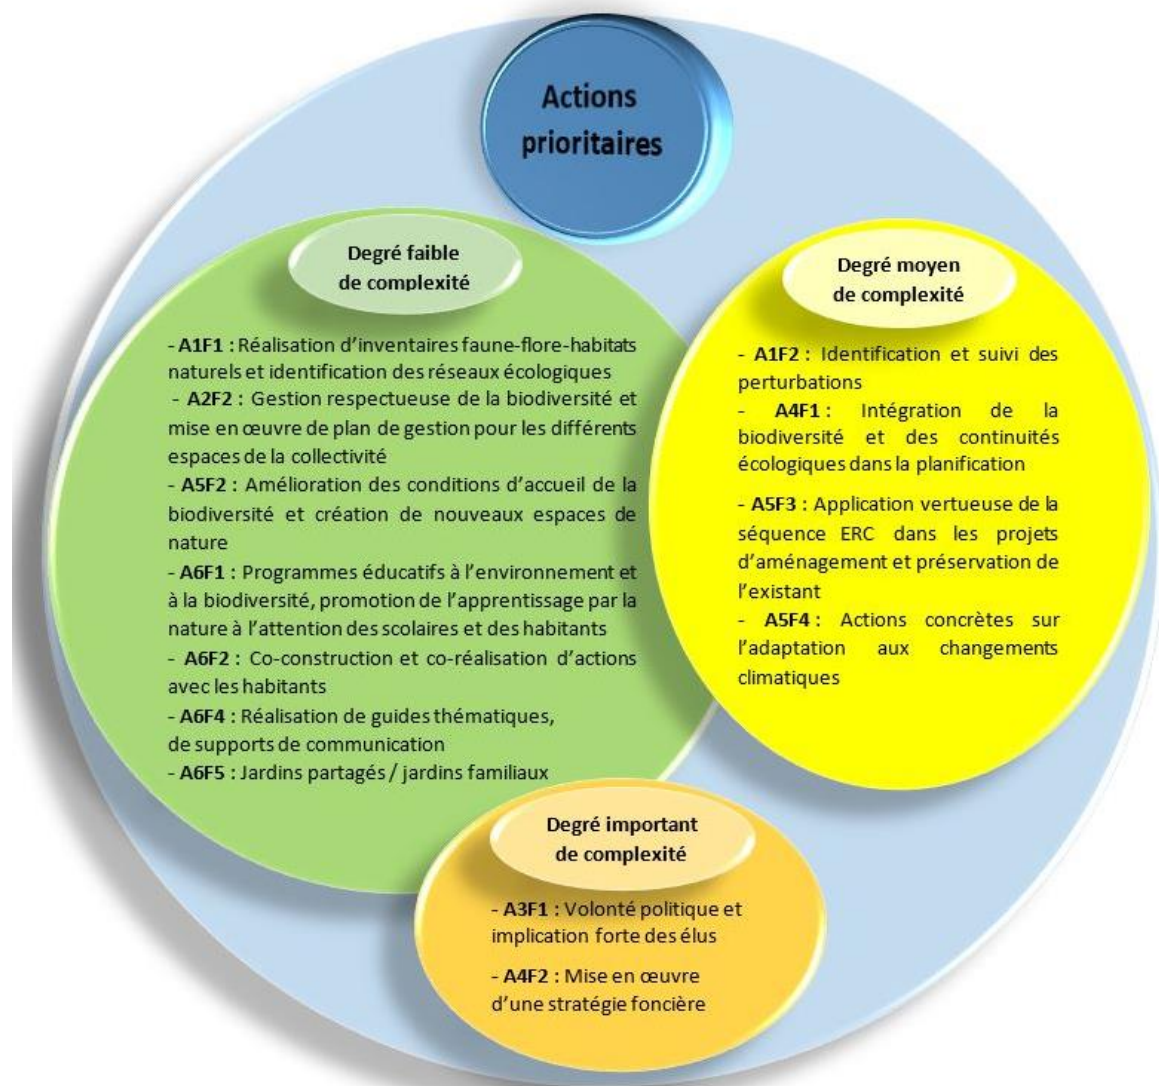 Actions
prioritaires
Degré faible
de complexité
- A1F1 : Réalisation d’inventaires faune-flore-habitats
naturels et identification des réseaux écologiques
- A2F2 : Gestion respectueuse de la biodiversité et
mise en œuvre de plan de gestion pour les différents
espaces de la collectivité
- A5F2 : Amélioration des conditions d’accueil de la
biodiversité et création de nouveaux espaces de
nature
- A6F1 : Programmes éducatifs à l’environnement et
à la biodiversité, promotion de l’apprentissage par la
nature à l’attention des scolaires et des habitants
- A6F2 : Co-construction et co-réalisation d’actions
avec les habitants
- A6F4 : Réalisation de guides thématiques,
de supports de communication
- A6F5 : Jardins partagés / jardins familiaux
Degré moyen
de complexité
- A1F2 : Identification et suivi des
perturbations
- A4F1 : Intégration de la
biodiversité et des continuités
écologiques dans la planification
- A5F3 : Application vertueuse de la
séquence ERC dans les projets
d’aménagement et préservation de
l’existant
- A5F4 : Actions concrètes sur
l’adaptation aux changements
climatiques
Degré important
de complexité
- A3F1 : Volonté politique et
implication forte des élus
- A4F2 : Mise en œuvre
d’une stratégie foncière